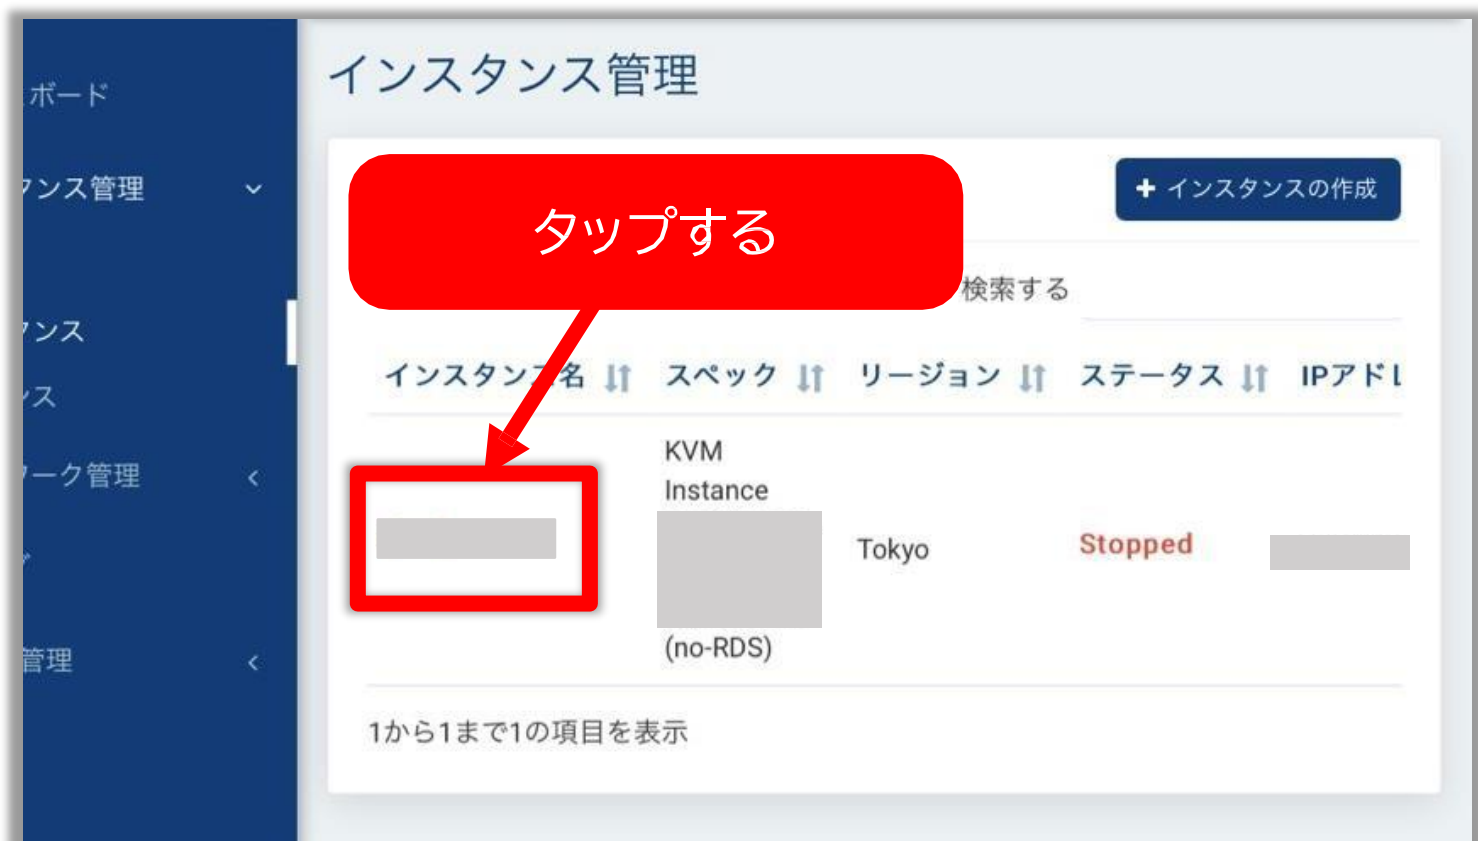 ボード
インスタンス管理
ンス管理
+ インスタンスの作成
タップする
検索する
ンス
インスタン 名 スペック リージョン ステータス IPアド
ス
KVM
Instance
ーク管理
Tokyo
Stopped
(no-RDS)
管理
1から1まで1の項目を表示